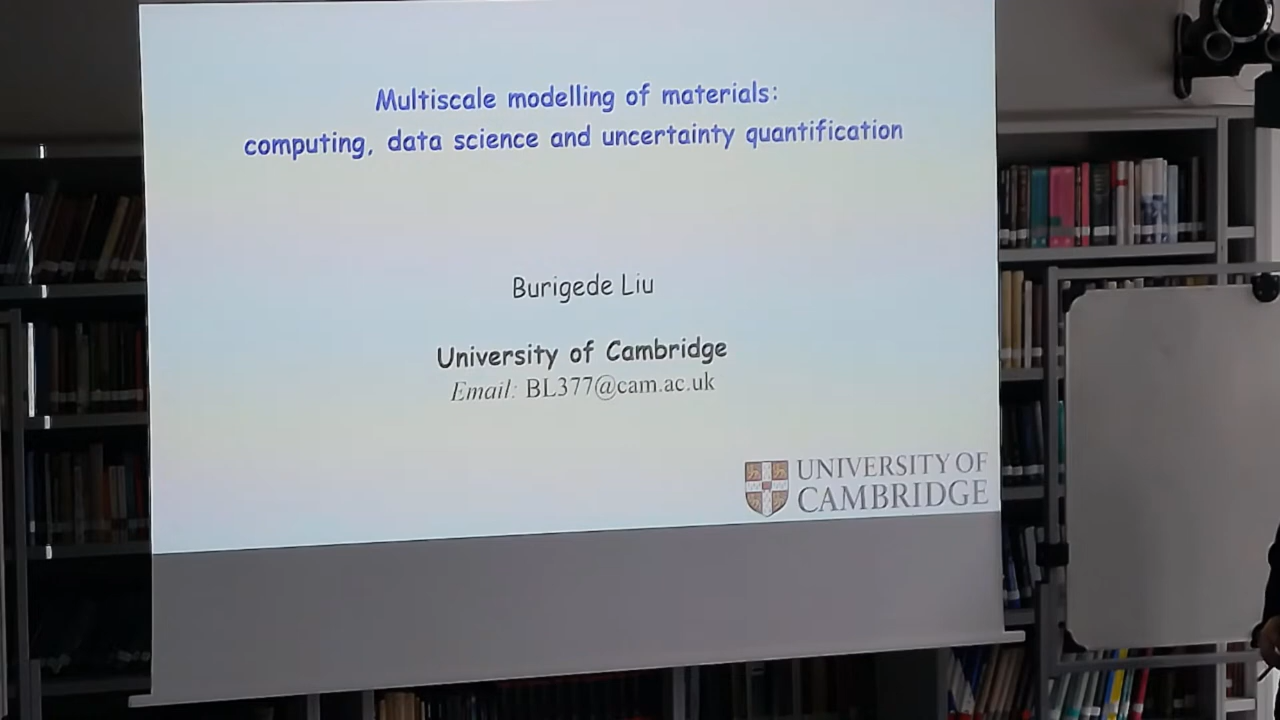 Multiscale modelling of materials:
computing, data science and uncertainty quantification
Burigede Liu
University of Cambridge
Email: BL377@cam.ac.uk
UNIVERSITY OF
CAMBRIDGE